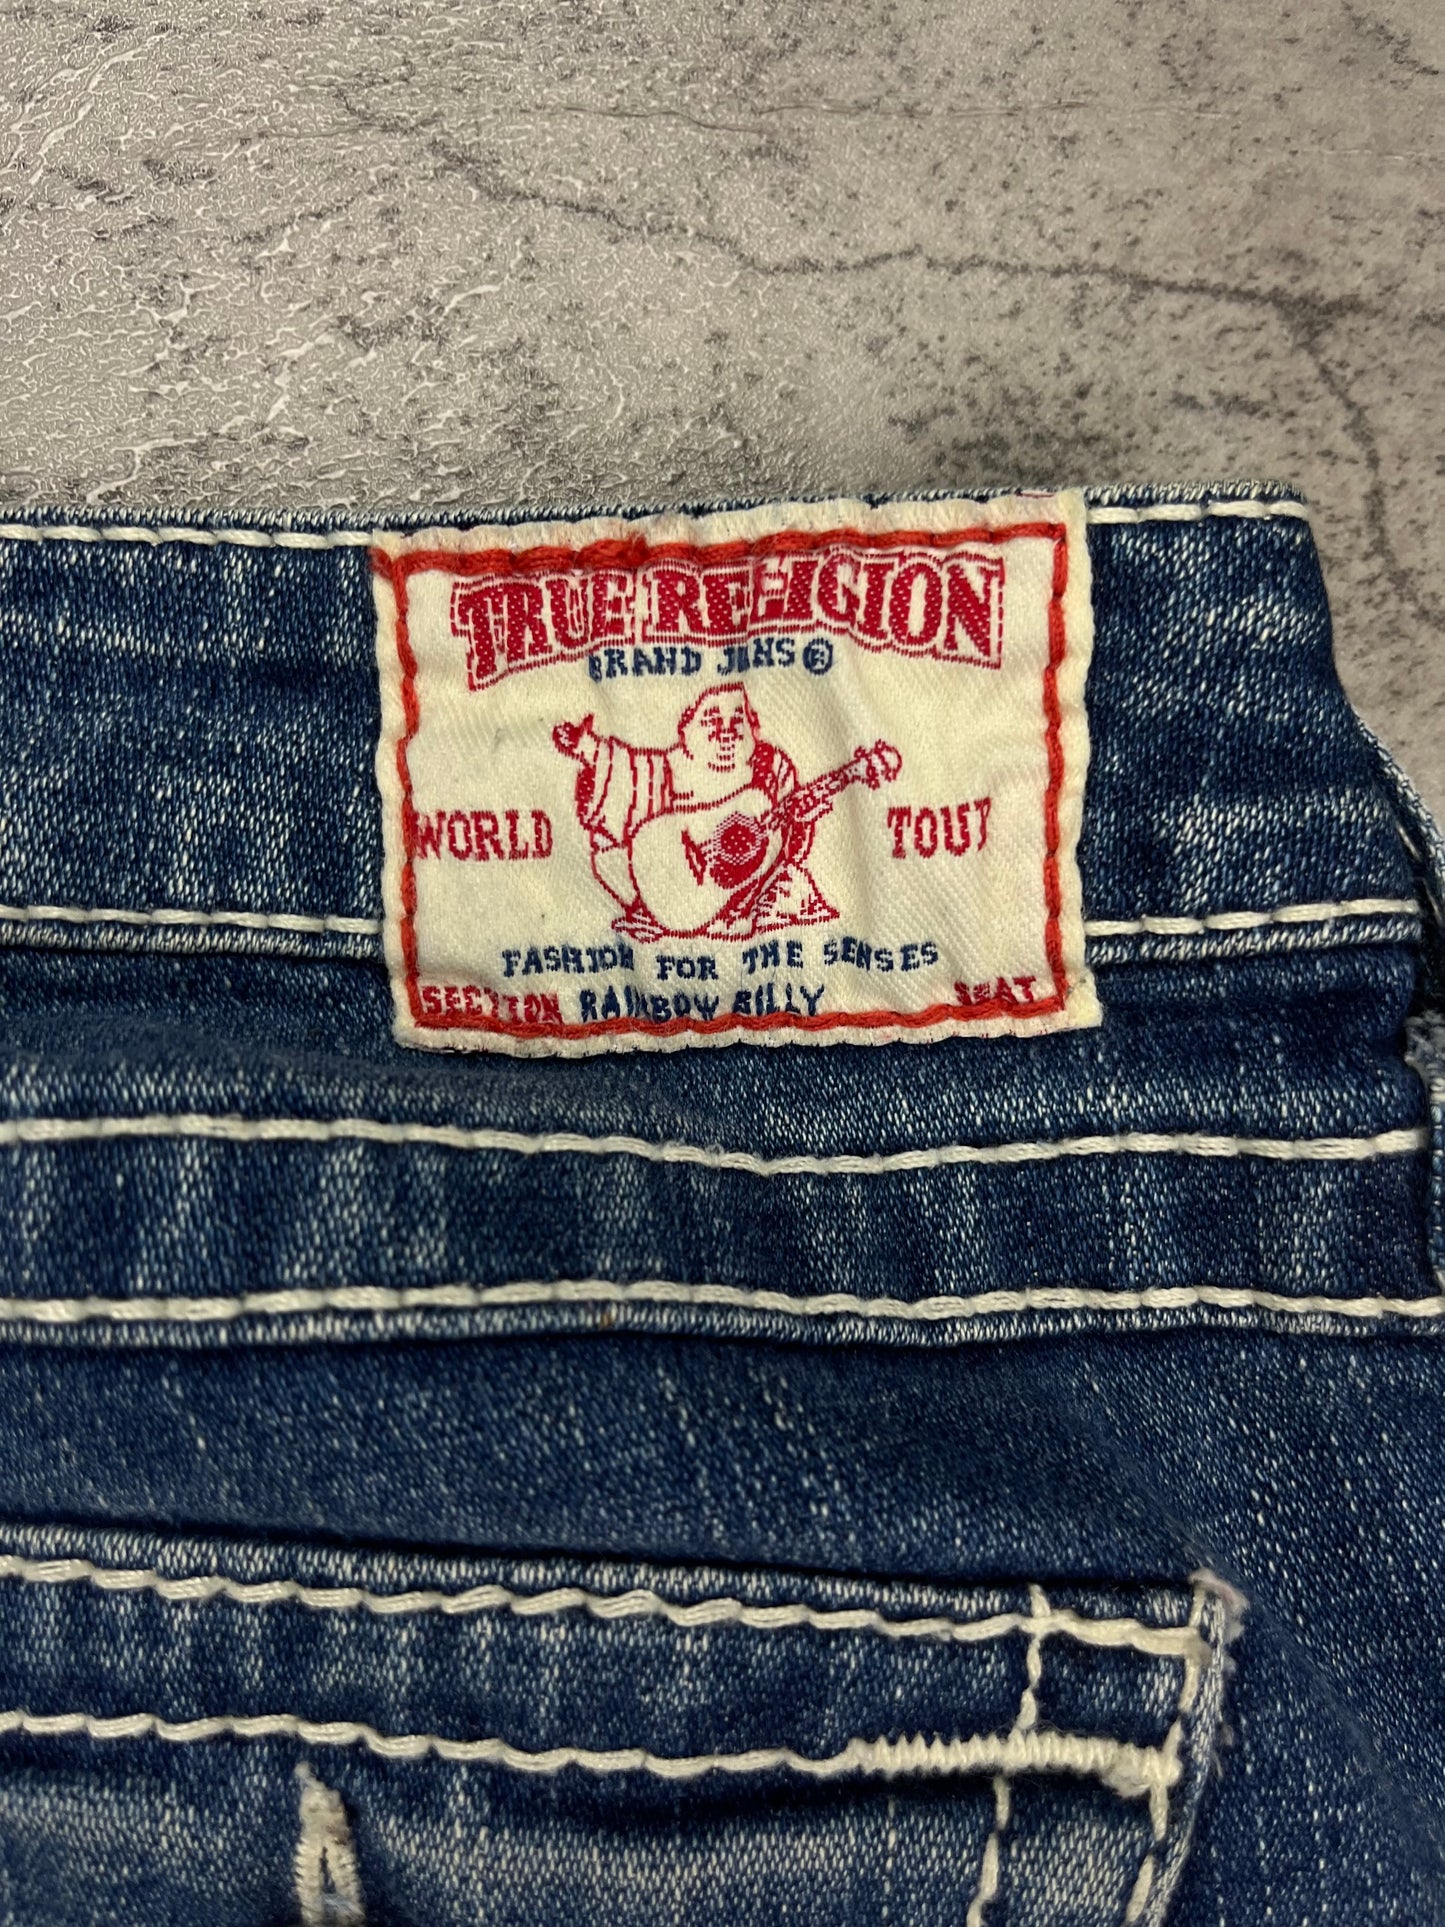 TRUE RELIGION
BRAND JEANS ®
WORLD TOUR
FASHION FOR THE SENSES
SECTION RAINBOW BILLY SEAT